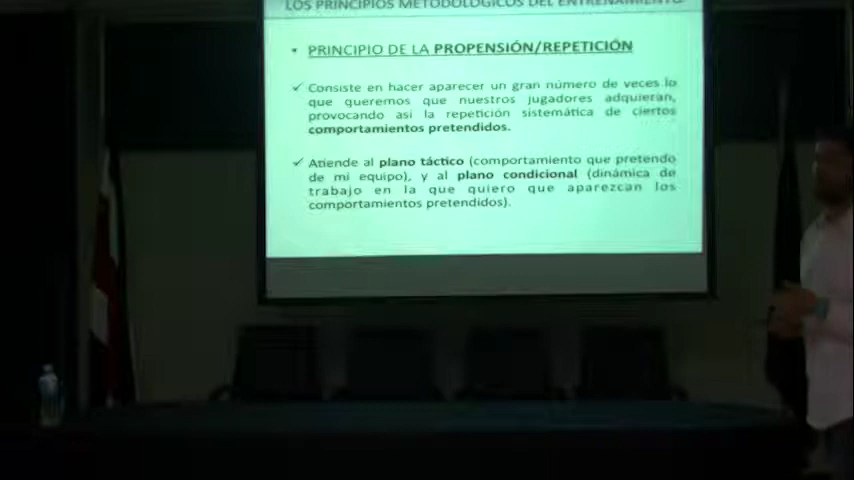 LOS PRINCIPIOS METODOLÓGICOS DEL ENTRENAMIENTO
• PRINCIPIO DE LA PROPENSIÓN/REPETICIÓN
✓ Consiste en hacer aparecer un gran número de veces lo
que queremos que nuestros jugadores adquieran,
provocando así la repetición sistemática de ciertos
comportamientos pretendidos.
✓ Atiende al plano táctico (comportamiento que pretendo
de mi equipo), y al plano condicional (dinámica de
trabajo en la que quiero que aparezcan los
comportamientos pretendidos).